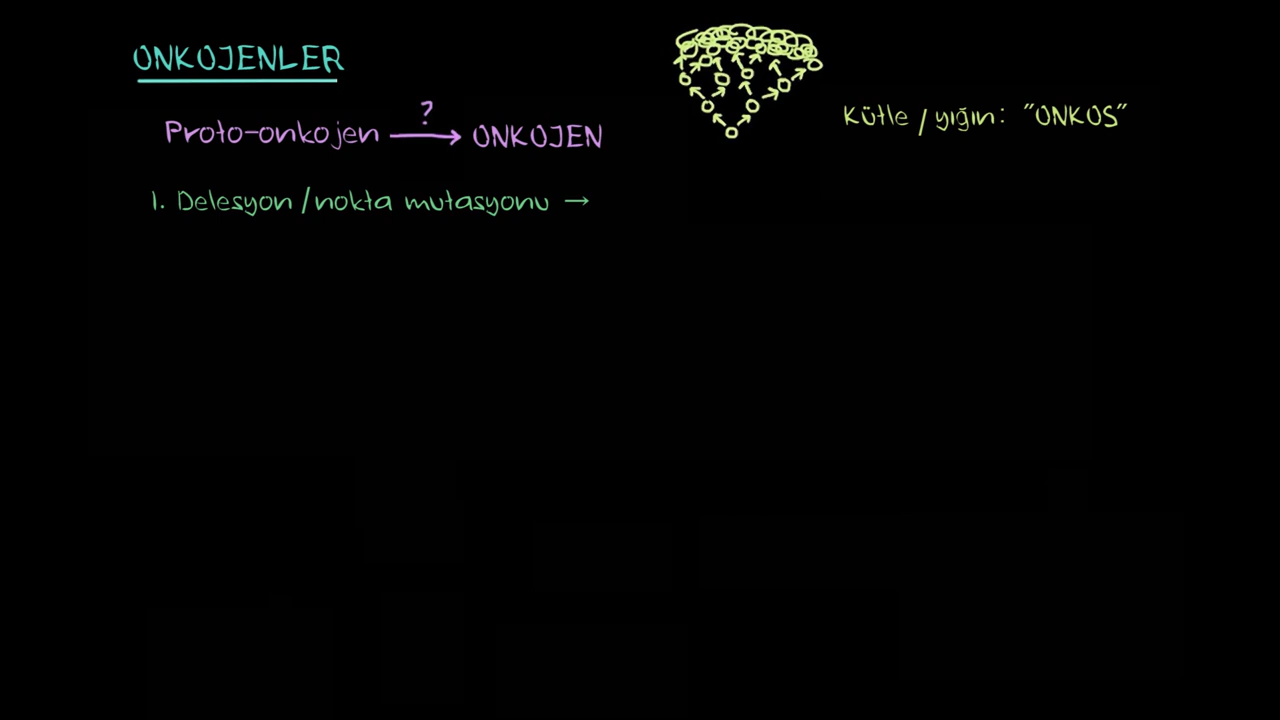 ONKOJENLER
?
Proto-onkojen → ONKOJEN
Kütle / yığın: "ONKOS"
1. Delesyon / nokta mutasyonu →